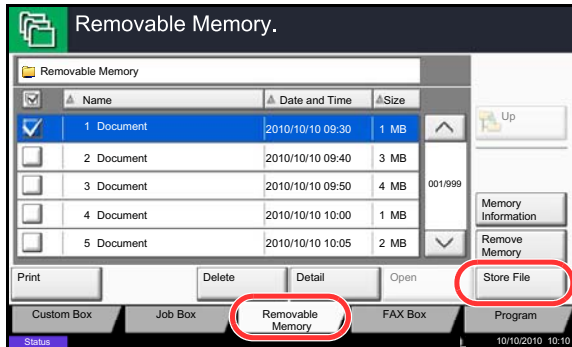 Removable Memory.
Removable Memory
Name Date and Time Size
1 Document 2010/10/10 09:30 1 MB
2 Document 2010/10/10 09:40 3 MB
3 Document 2010/10/10 09:50 4 MB
4 Document 2010/10/10 10:00 1 MB
5 Document 2010/10/10 10:05 2 MB
001/999
Up
Memory
Information
Remove
Memory
Print Delete Detail Open Store File
Custom Box Job Box Removable
Memory FAX Box Program
Status 10/10/2010 10:10